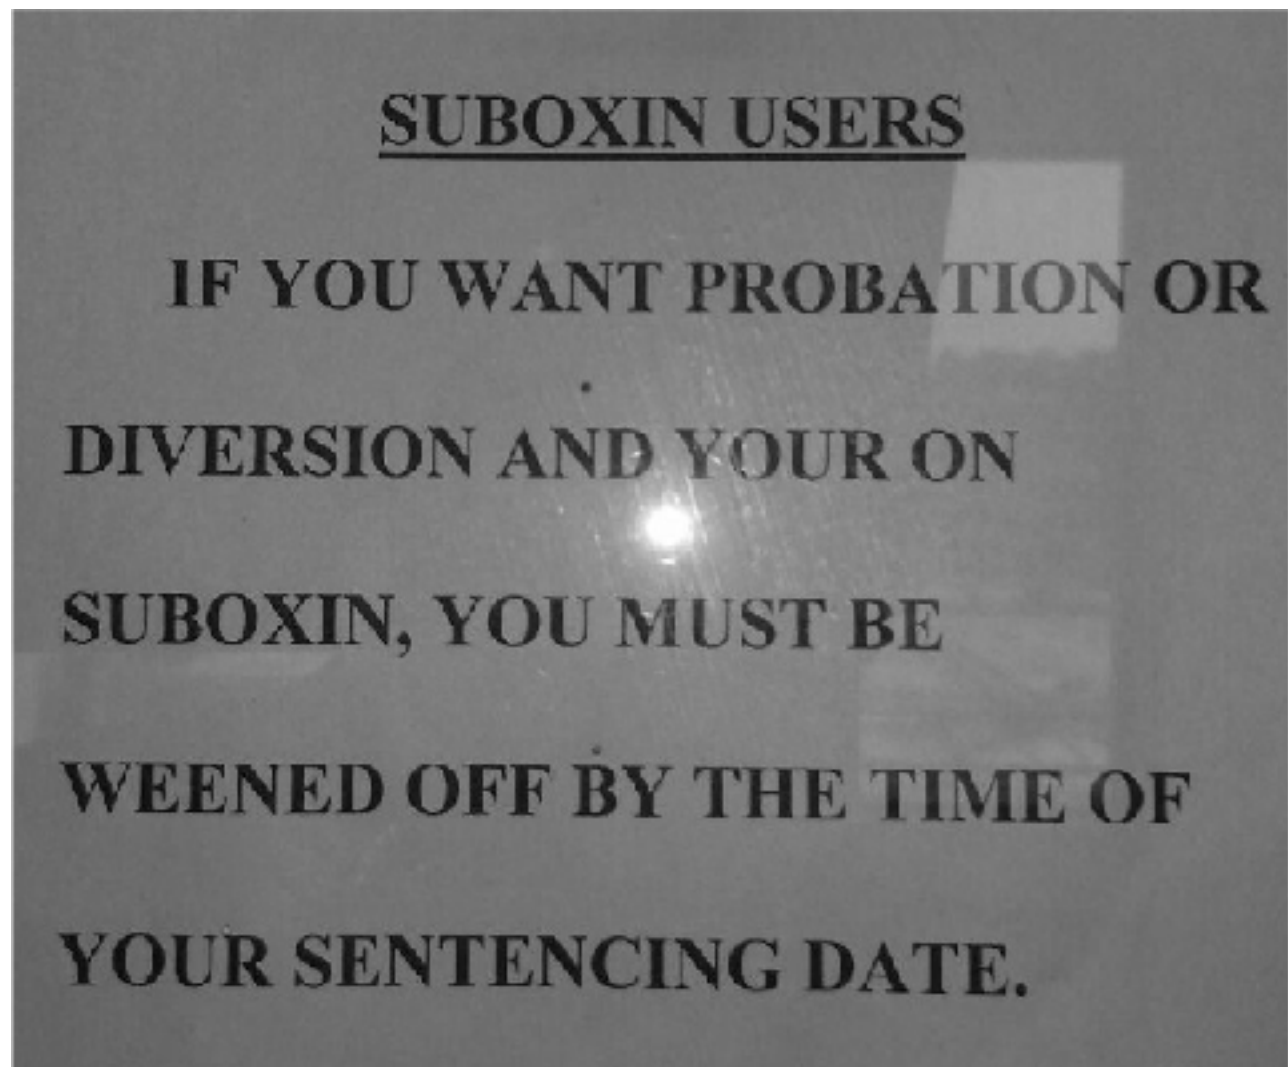 SUBOXIN USERS
IF YOU WANT PROBATION OR
DIVERSION AND YOUR ON
SUBOXIN, YOU MUST BE
WEENED OFF BY THE TIME OF
YOUR SENTENCING DATE.